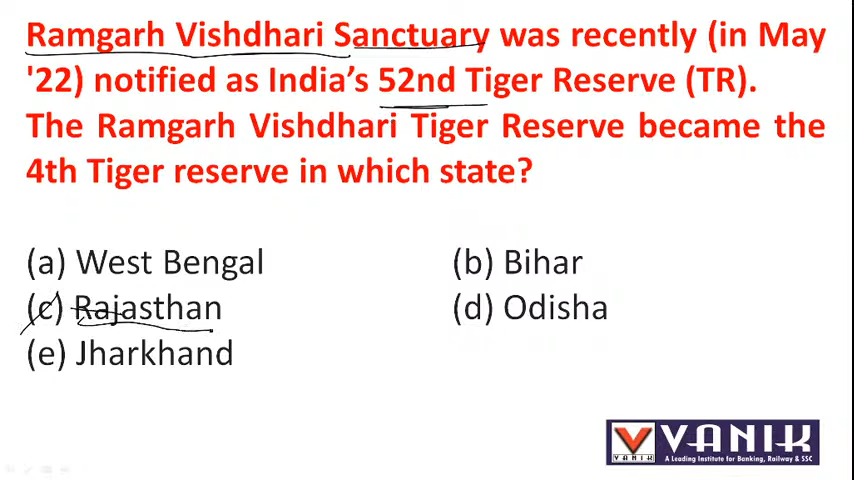 Ramgarh Vishdhari Sanctuary was recently (in May
'22) notified as India's 52nd Tiger Reserve (TR).
The Ramgarh Vishdhari Tiger Reserve became the
4th Tiger reserve in which state?
(a) West Bengal
(b) Bihar
(c) Rajasthan
(d) Odisha
(e) Jharkhand
VANIK
VANIK
A Leading Institute for Banking, Railway & SSC